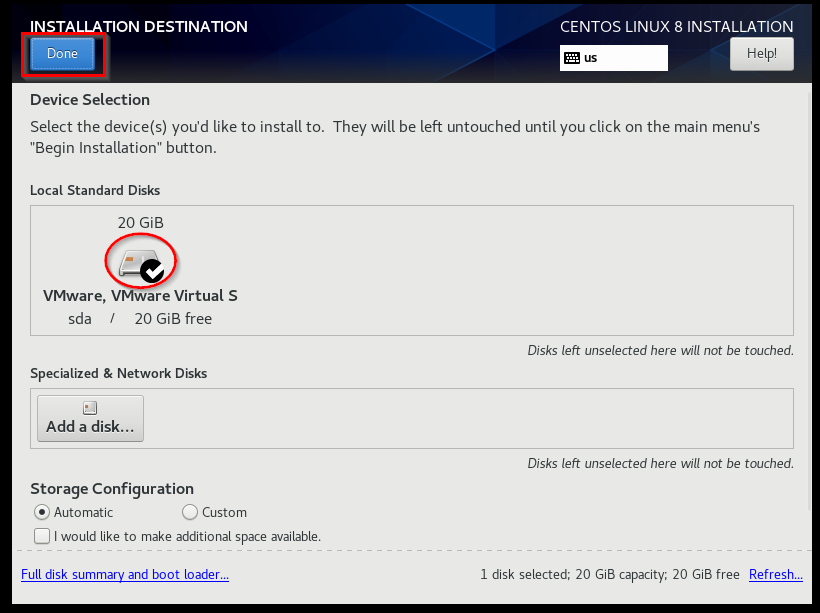 INSTALLATION DESTINATION
CENTOS LINUX 8 INSTALLATION
Done
us
Help!
Device Selection
Select the device(s) you'd like to install to.  They will be left untouched until you click on the main menu's
"Begin Installation" button.
Local Standard Disks
20 GiB
VMware, VMware Virtual S
sda / 20 GiB free
Disks left unselected here will not be touched.
Specialized & Network Disks
Add a disk...
Disks left unselected here will not be touched.
Storage Configuration
Automatic Custom
I would like to make additional space available.
Full disk summary and boot loader... 1 disk selected; 20 GiB capacity; 20 GiB free Refresh...